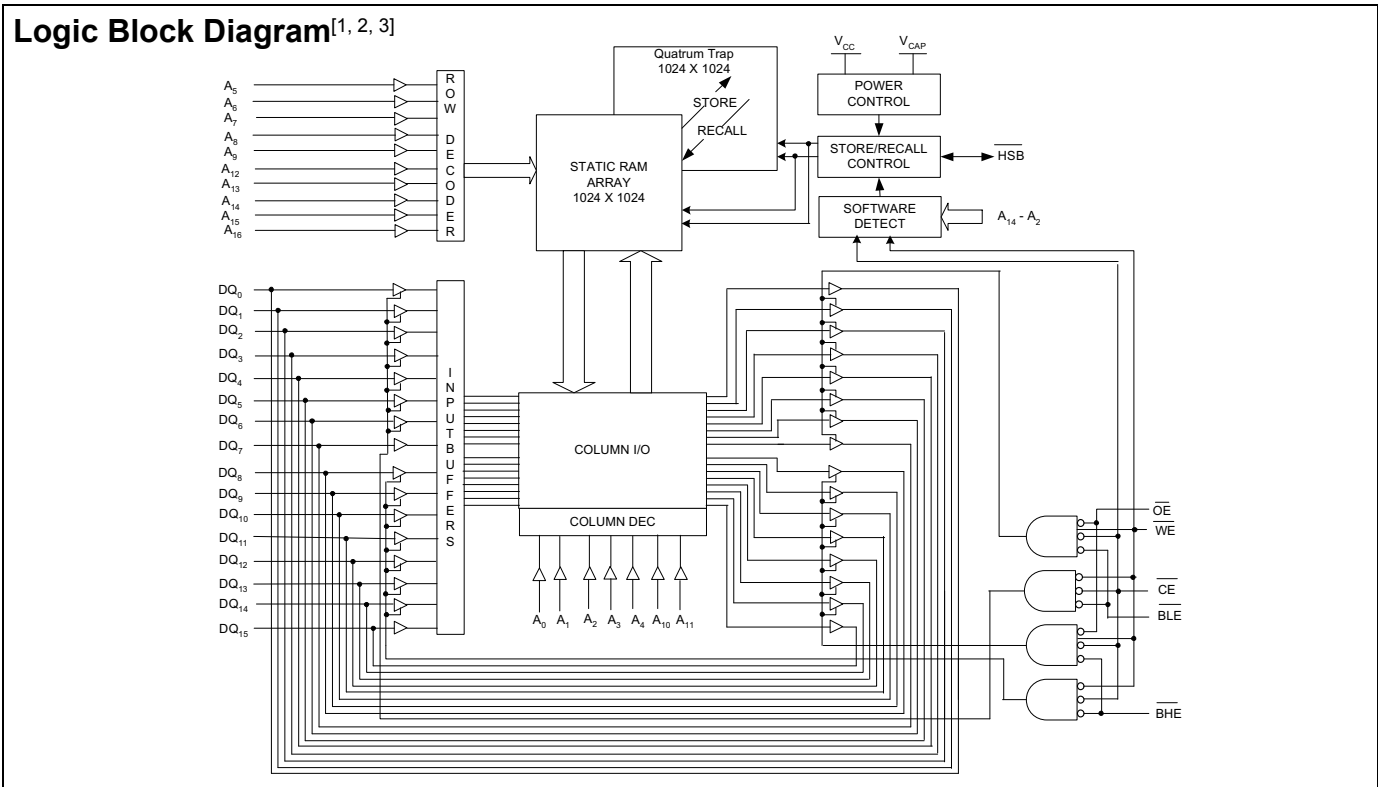 Logic Block Diagram[1, 2, 3]
A5
A6
A7
A8
A9
A12
A13
A14
A15
A16
ROW DECODER
Quatrum Trap
1024 X 1024
STORE
RECALL
STATIC RAM
ARRAY
1024 X 1024
VCC
VCAP
POWER
CONTROL
STORE/RECALL
CONTROL
HSB
SOFTWARE
DETECT
A14 - A2
DQ0
DQ1
DQ2
DQ3
DQ4
DQ5
DQ6
DQ7
DQ8
DQ9
DQ10
DQ11
DQ12
DQ13
DQ14
DQ15
INPUTBUFFERS
COLUMN I/O
COLUMN DEC
A0 A1 A2 A3 A4 A10 A11
OE
WE
CE
BLE
BHE